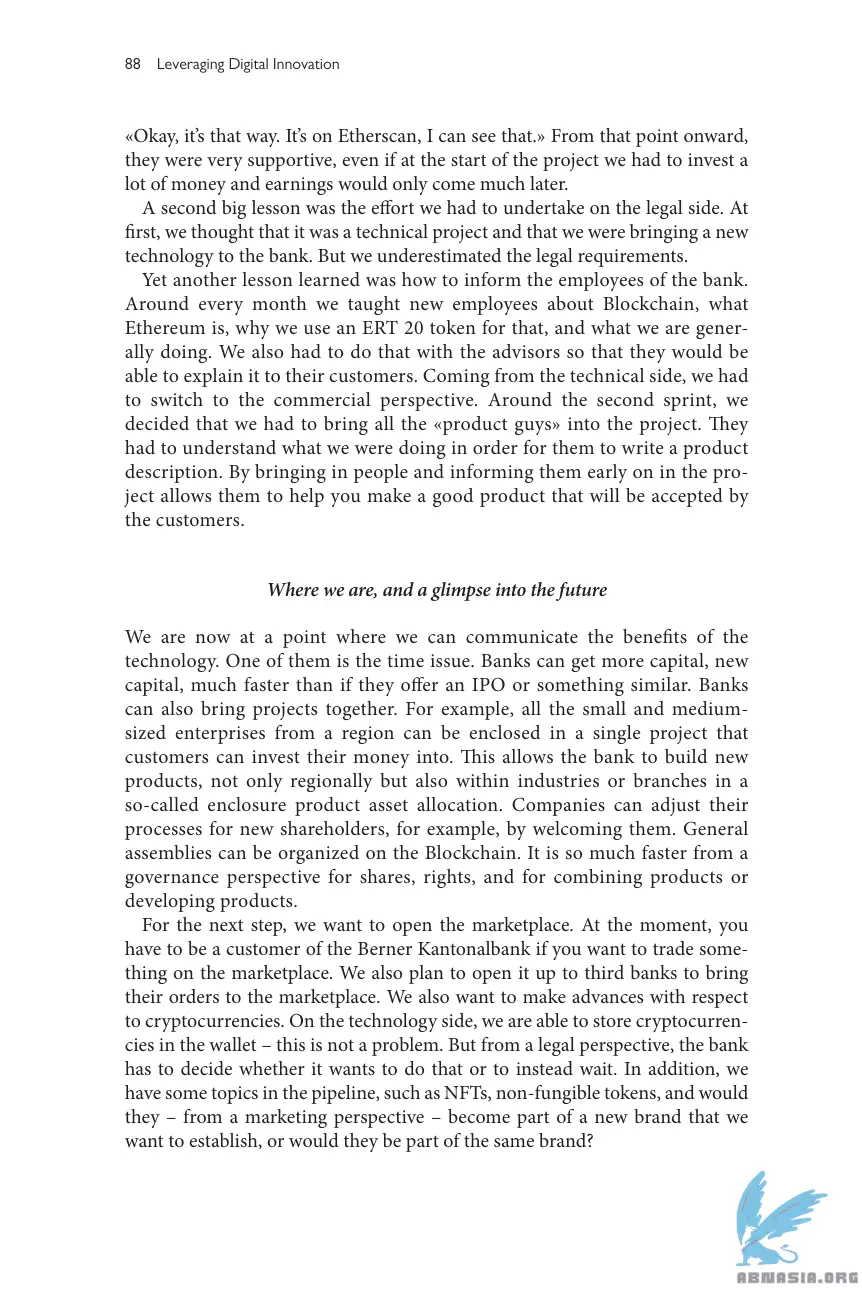 88 Leveraging Digital Innovation
«Okay, it's that way. It's on Etherscan, I can see that.» From that point onward,
they were very supportive, even if at the start of the project we had to invest a
lot of money and earnings would only come much later.
A second big lesson was the effort we had to undertake on the legal side. At
first, we thought that it was a technical project and that we were bringing a new
technology to the bank. But we underestimated the legal requirements.
Yet another lesson learned was how to inform the employees of the bank.
Around every month we taught new employees about Blockchain, what
Ethereum is, why we use an ERT 20 token for that, and what we are gener-
ally doing. We also had to do that with the advisors so that they would be
able to explain it to their customers. Coming from the technical side, we had
to switch to the commercial perspective. Around the second sprint, we
decided that we had to bring all the «product guys» into the project. They
had to understand what we were doing in order for them to write a product
description. By bringing in people and informing them early on in the pro-
ject allows them to help you make a good product that will be accepted by
the customers.
Where we are, and a glimpse into the future
We are now at a point where we can communicate the benefits of the
technology. One of them is the time issue. Banks can get more capital, new
capital, much faster than if they offer an IPO or something similar. Banks
can also bring projects together. For example, all the small and medium-
sized enterprises from a region can be enclosed in a single project that
customers can invest their money into. This allows the bank to build new
products, not only regionally but also within industries or branches in a
so-called enclosure product asset allocation. Companies can adjust their
processes for new shareholders, for example, by welcoming them. General
assemblies can be organized on the Blockchain. It is so much faster from a
governance perspective for shares, rights, and for combining products or
developing products.
For the next step, we want to open the marketplace. At the moment, you
have to be a customer of the Berner Kantonalbank if you want to trade some-
thing on the marketplace. We also plan to open it up to third banks to bring
their orders to the marketplace. We also want to make advances with respect
to cryptocurrencies. On the technology side, we are able to store cryptocurren-
cies in the wallet – this is not a problem. But from a legal perspective, the bank
has to decide whether it wants to do that or to instead wait. In addition, we
have some topics in the pipeline, such as NFTs, non-fungible tokens, and would
they – from a marketing perspective – become part of a new brand that we
want to establish, or would they be part of the same brand?
ABNASIA.ORG